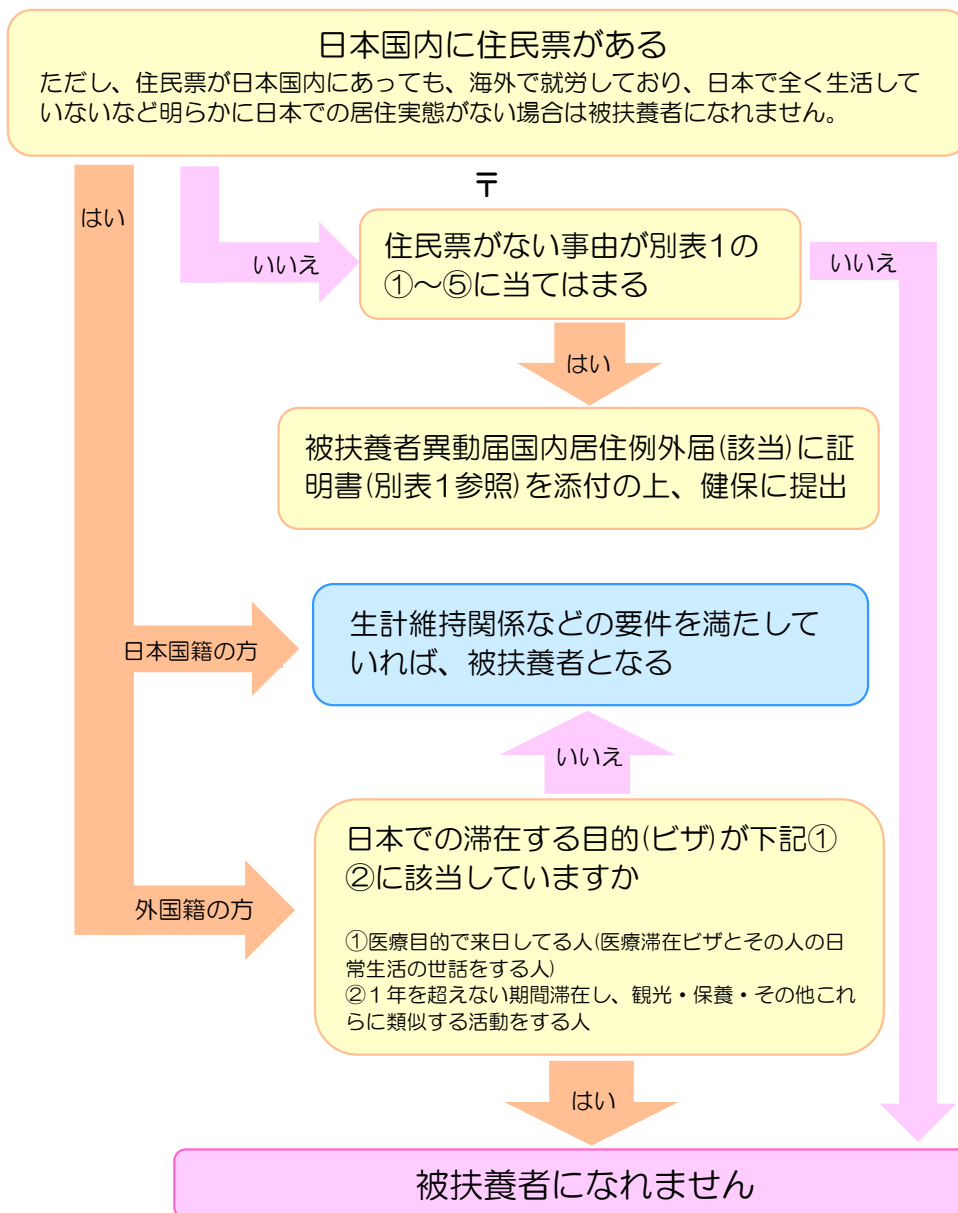 日本国内に住民票がある
ただし、住民票が日本国内にあっても、海外で就労しており、日本で全く生活して
いないなど明らかに日本での居住実態がない場合は被扶養者になれません。
〒
はい
いいえ
住民票がない事由が別表1の
①～⑤に当てはまる
いいえ
はい
被扶養者異動届国内居住例外届(該当)に証
明書(別表1参照)を添付の上、健保に提出
日本国籍の方
生計維持関係などの要件を満たして
いれば、被扶養者となる
いいえ
外国籍の方
日本での滞在する目的(ビザ)が下記①
②に該当していますか
①医療目的で来日してる人(医療滞在ビザとその人の日
常生活の世話をする人)
②１年を超えない期間滞在し、観光・保養・その他これ
らに類似する活動をする人
はい
被扶養者になれません